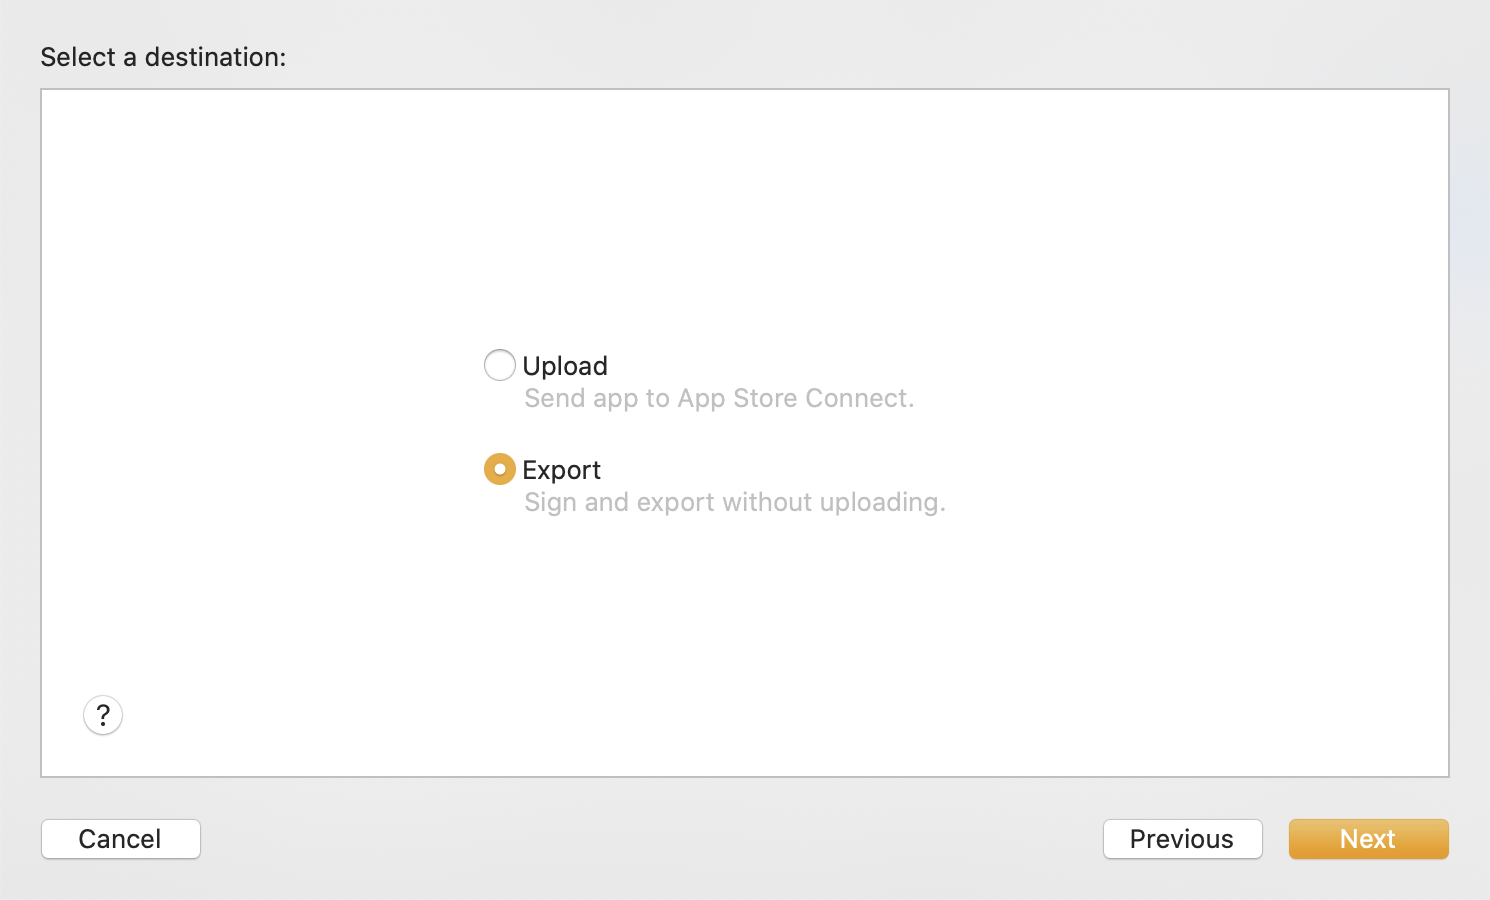 Select a destination:
Upload
Send app to App Store Connect.
Export
Sign and export without uploading.
?
Cancel
Previous
Next